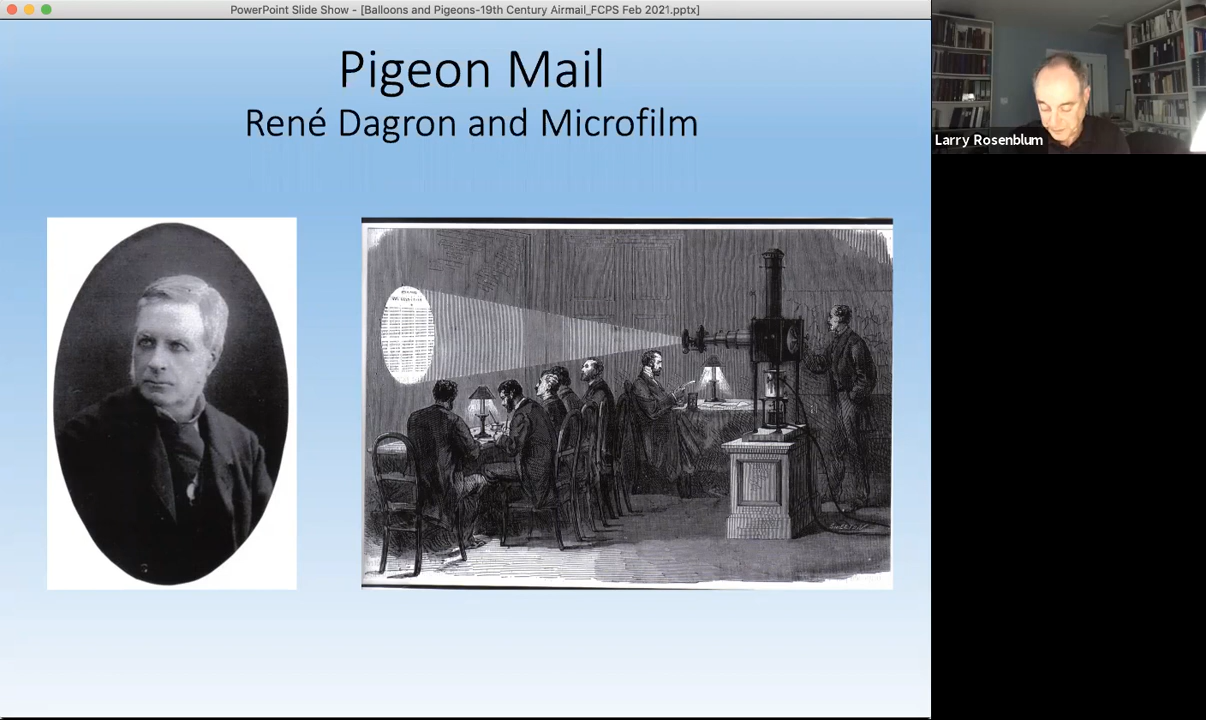 PowerPoint Slide Show - [Balloons and Pigeons-19th Century Airmail_FCPS Feb 2021.pptx]
Pigeon Mail
René Dagron and Microfilm
Larry Rosenblum